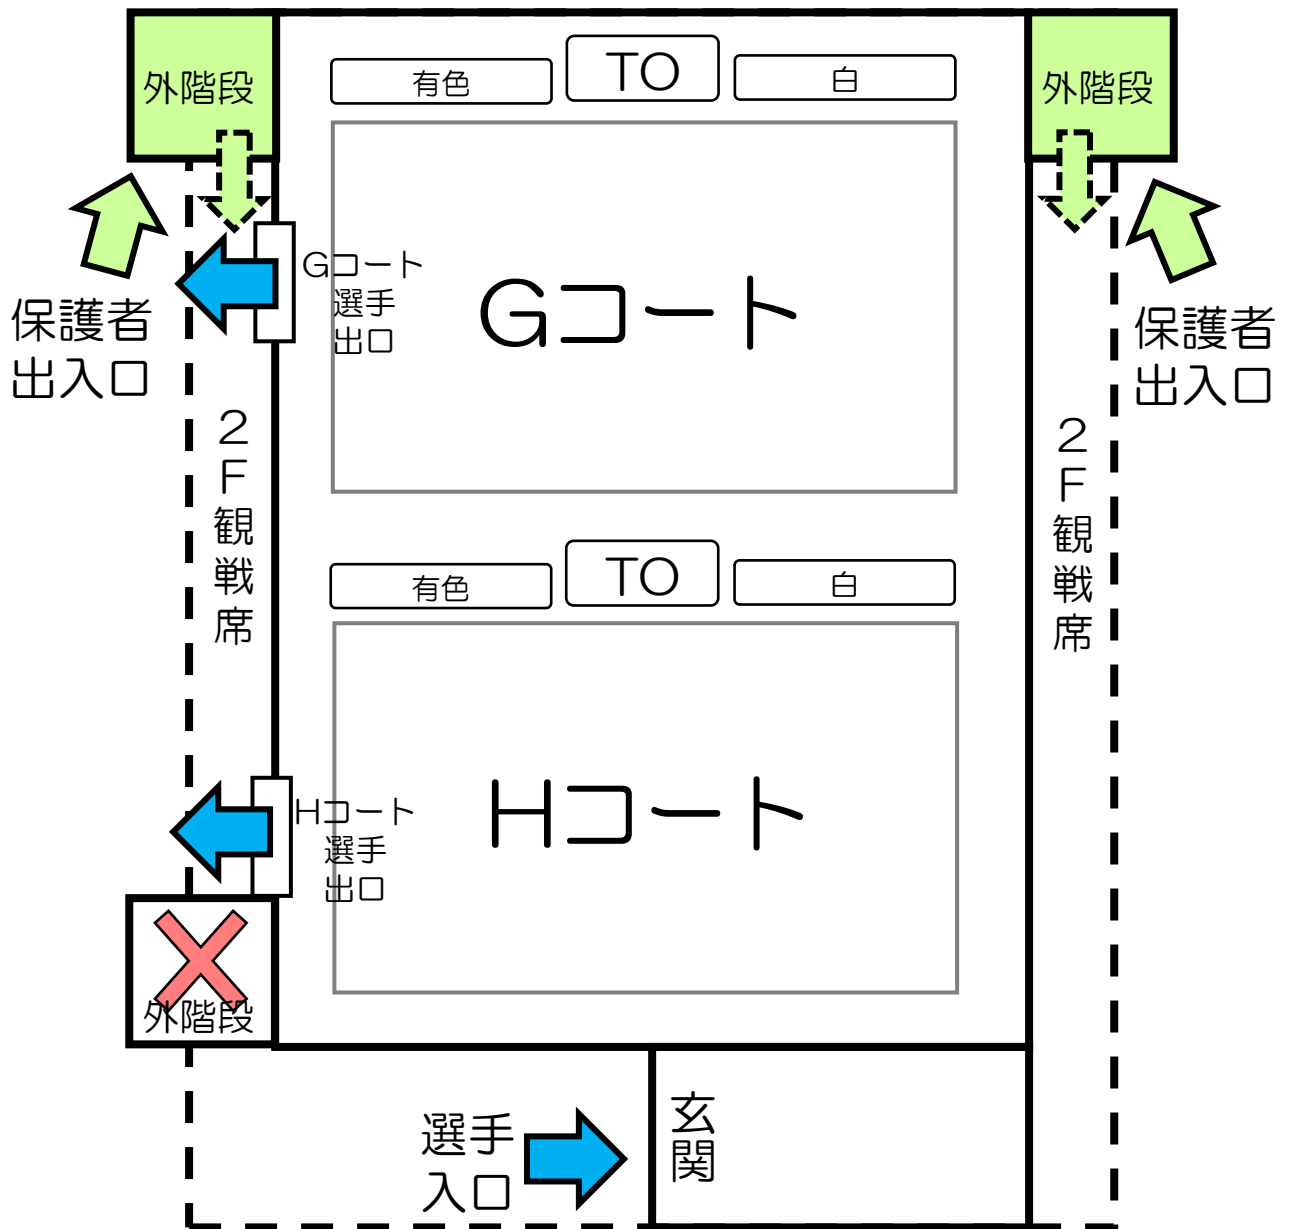 外階段
有色
TO
白
外階段
Gコート
選手
出口
Gコート
保護者
出入口
保護者
出入口
2F観戦席
2F観戦席
有色
TO
白
Hコート
選手
出口
Hコート
外階段
選手
入口
玄関